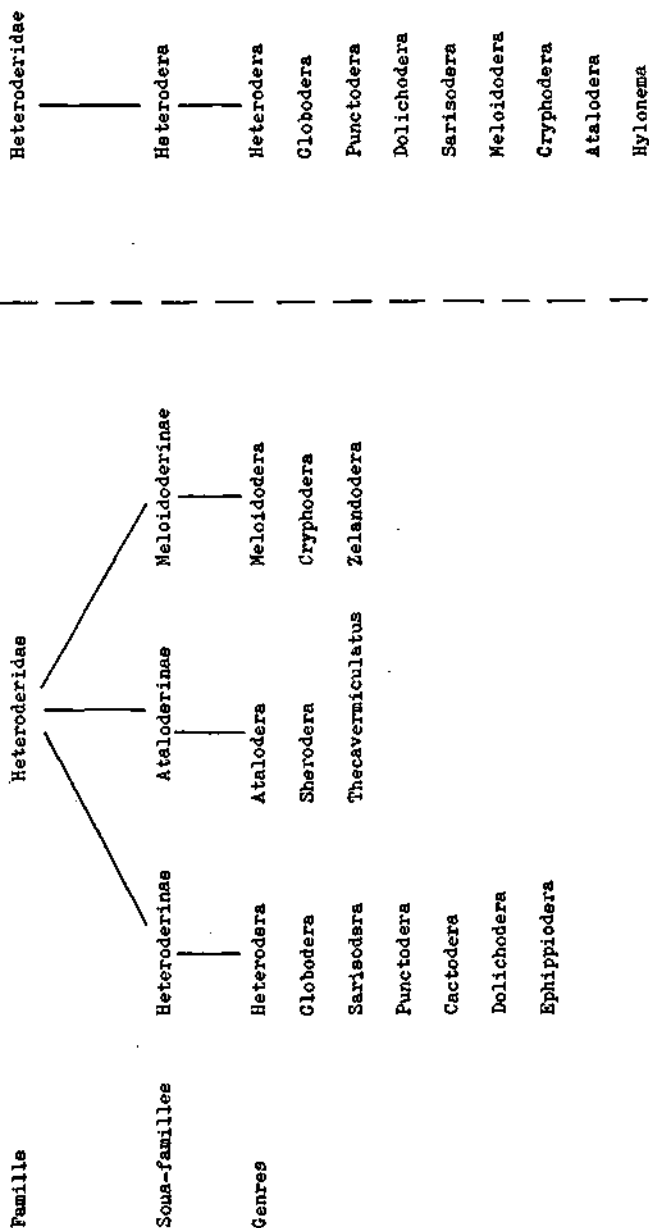 Famille Heteroderidae Heteroderidae
Soua-familles Heteroderinae Ataloderinae Meloidoderinae Heterodera
Genres Heterodera Atalodera Meloidodera Heterodera
Globodera Sherodera Cryphodera Globodera
Sarisodera Thecavermiculatus Zelandodera Punctodera
Punctodera Dolichodera
Cactodera Sarisodera
Dolichodera Meloidodera
Ephippiodera Cryphodera
Atalodera
Hylonema